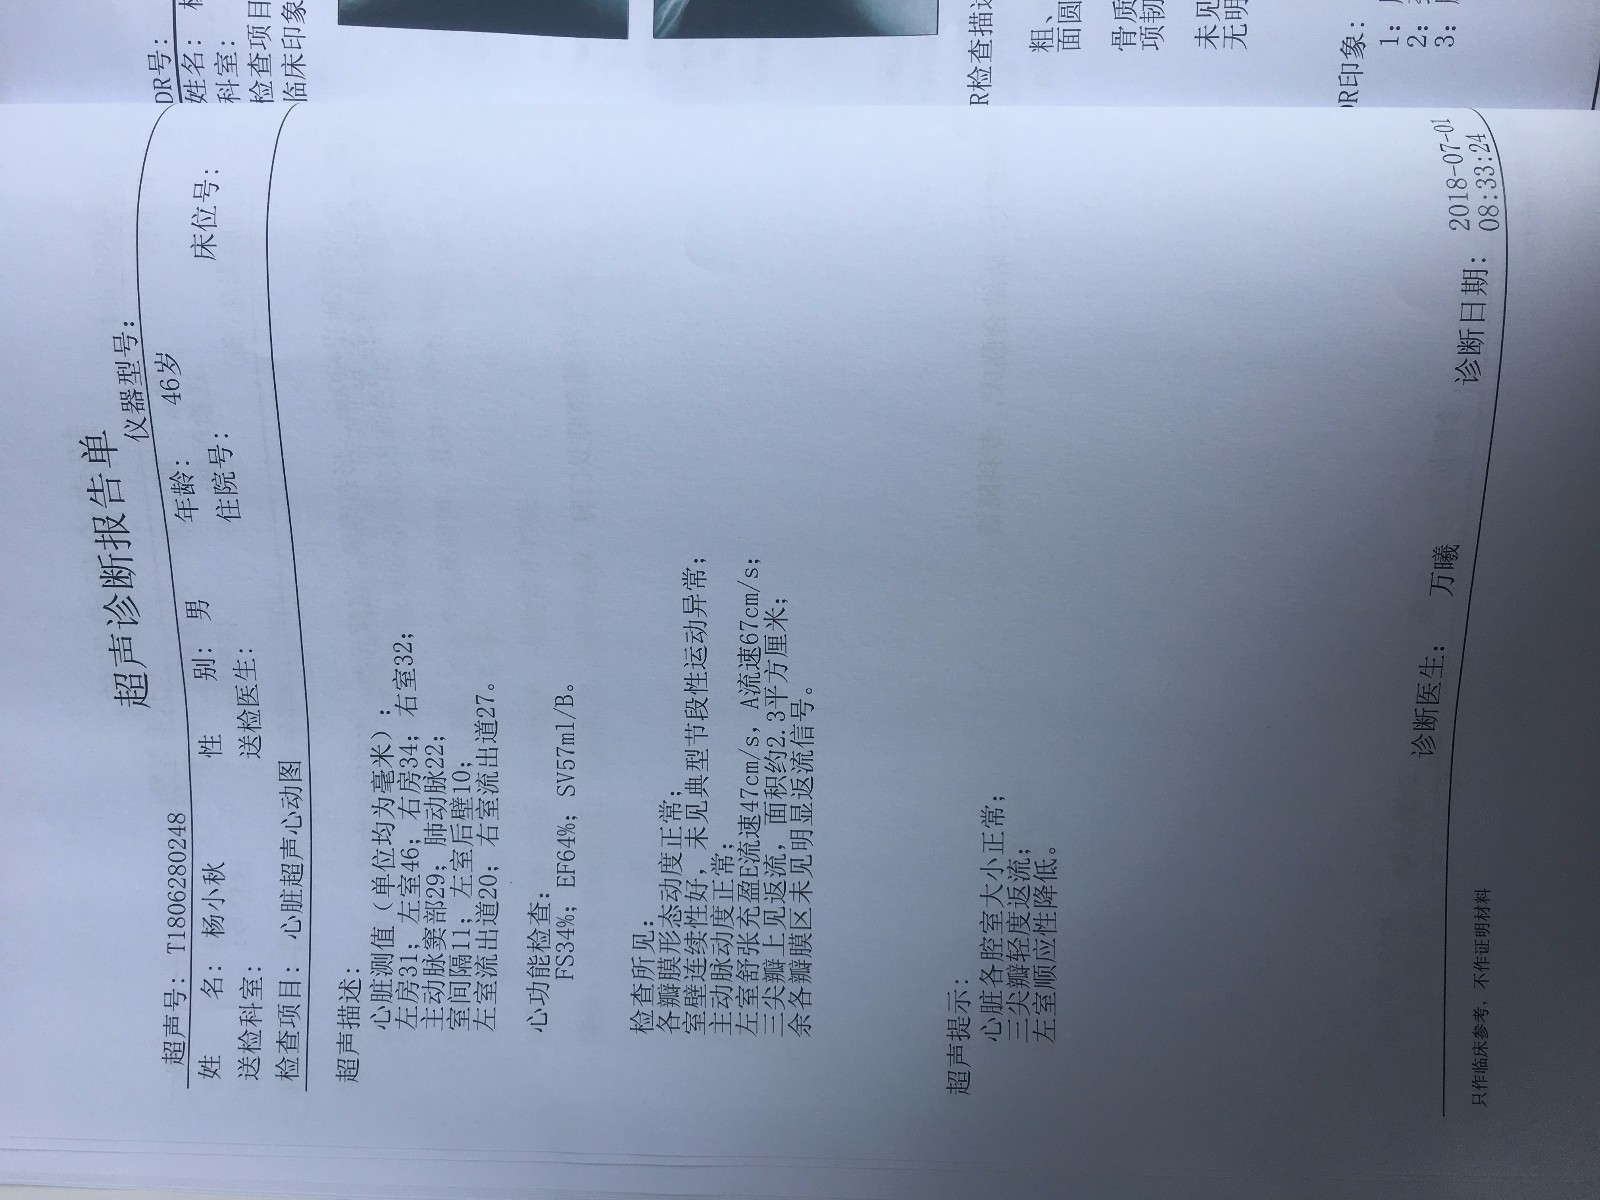 超声诊断报告单
超声号: T1806280248 仪器型号:
姓 名: 杨小秋 性 别: 男 年龄: 46岁
送检科室: 送检医生: 住院号: 床位号:
检查项目: 心脏超声心动图
超声描述:
心脏测值(单位均为毫米):
左房31; 左室46; 右房34; 右室32;
主动脉窦部29; 肺动脉22;
室间隔11; 左室后壁10;
左室流出道20; 右室流出道27。
心功能检查:
FS34%; EF64%; SV57ml/B。
检查所见:
各瓣膜形态动度正常;
室壁连续性好, 未见典型节段性运动异常;
主动脉动度正常;
左室舒张充盈E流速47cm/s, A流速67cm/s;
三尖瓣上见返流, 面积约2.3平方厘米;
余各瓣膜区未见明显返流信号。
超声提示:
心脏各腔室大小正常;
三尖瓣轻度返流;
左室顺应性降低。
诊断医生: 万曦 诊断日期: 2018-07-01
08:33:24
只作临床参考, 不作证明材料
DR号:
姓名:
科室:
检查项目
临床印象
R检查描述
粗、
面圆
骨质
项韧
未见
无明
R印象:
1:
2:
3: